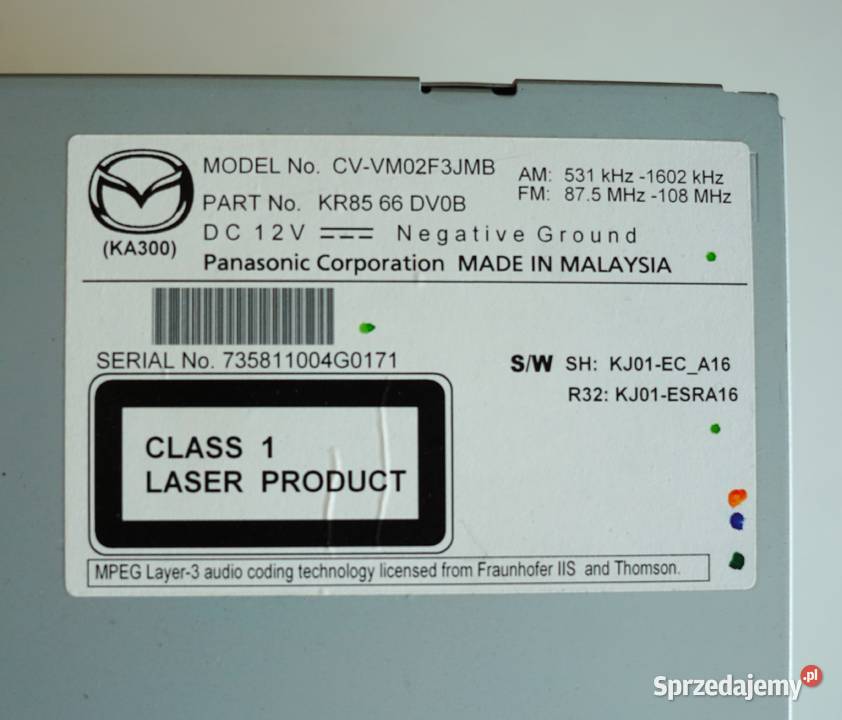 MODEL No. CV-VM02F3JMB
AM: 531 kHz -1602 kHz
PART No. KR85 66 DV0B
FM: 87.5 MHz -108 MHz
DC 12V Negative Ground
(KA300)
Panasonic Corporation MADE IN MALAYSIA
SERIAL No. 735811004G0171
S/W SH: KJ01-EC_A16
R32: KJ01-ESRA16
CLASS 1
LASER PRODUCT
MPEG Layer-3 audio coding technology licensed from Fraunhofer IIS and Thomson.
Sprzedajemy.pl